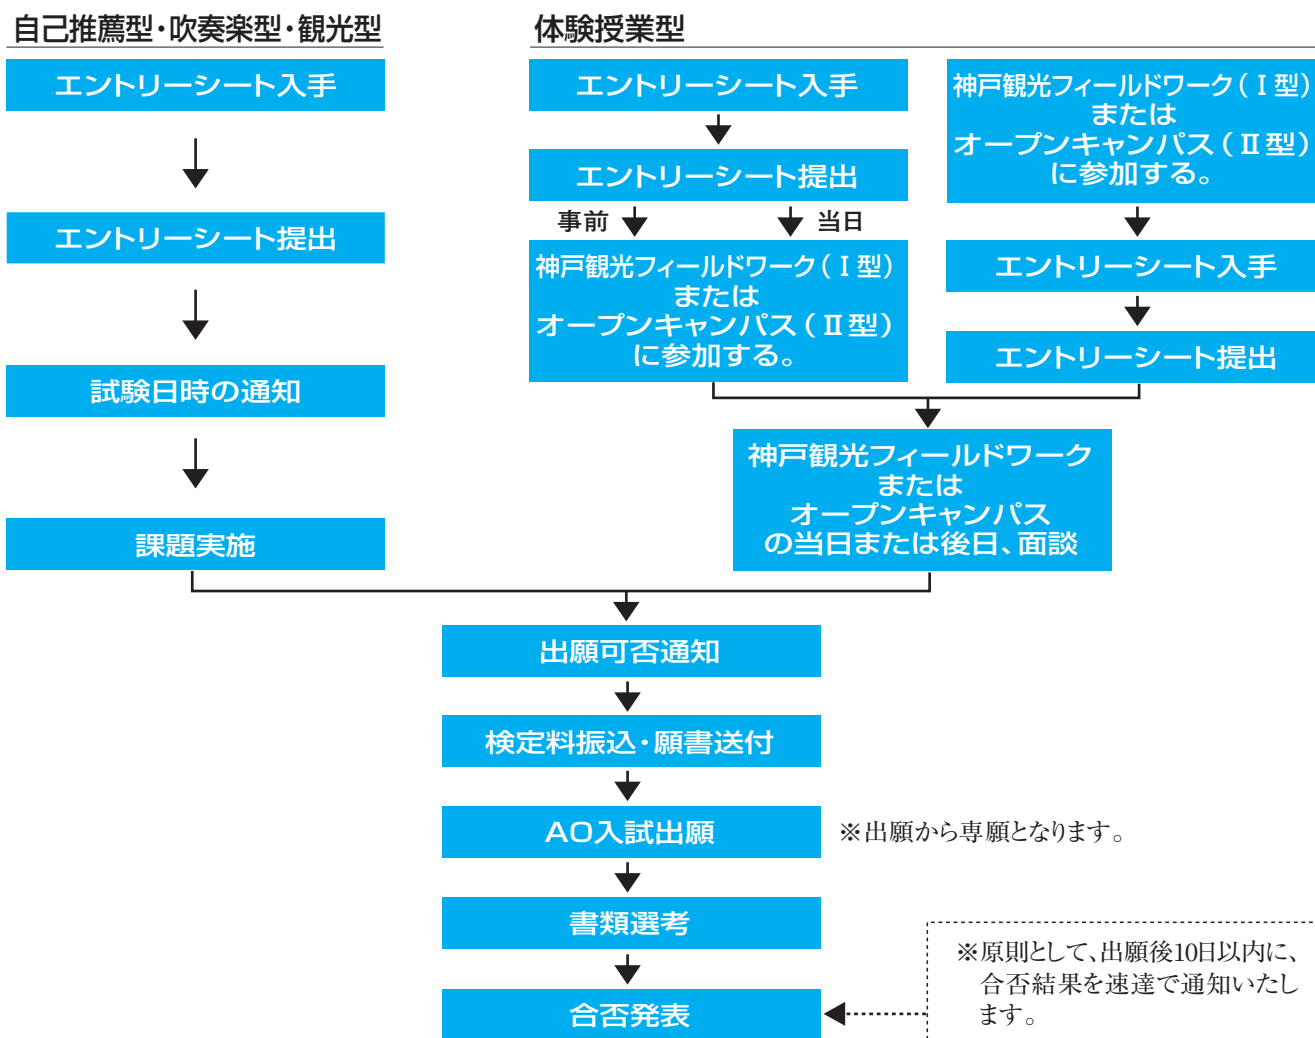 自己推薦型・吹奏楽型・観光型
エントリーシート入手
エントリーシート提出
試験日時の通知
課題実施
体験授業型
エントリーシート入手
エントリーシート提出
事前
当日
神戸観光フィールドワーク(Ⅰ型)
または
オープンキャンパス(Ⅱ型)
に参加する。
神戸観光フィールドワーク(Ⅰ型)
または
オープンキャンパス(Ⅱ型)
に参加する。
エントリーシート入手
エントリーシート提出
神戸観光フィールドワーク
または
オープンキャンパス
の当日または後日、面談
出願可否通知
検定料振込・願書送付
AO入試出願
※出願から専願となります。
書類選考
合否発表
※原則として、出願後10日以内に、
合否結果を速達で通知いたし
ます。